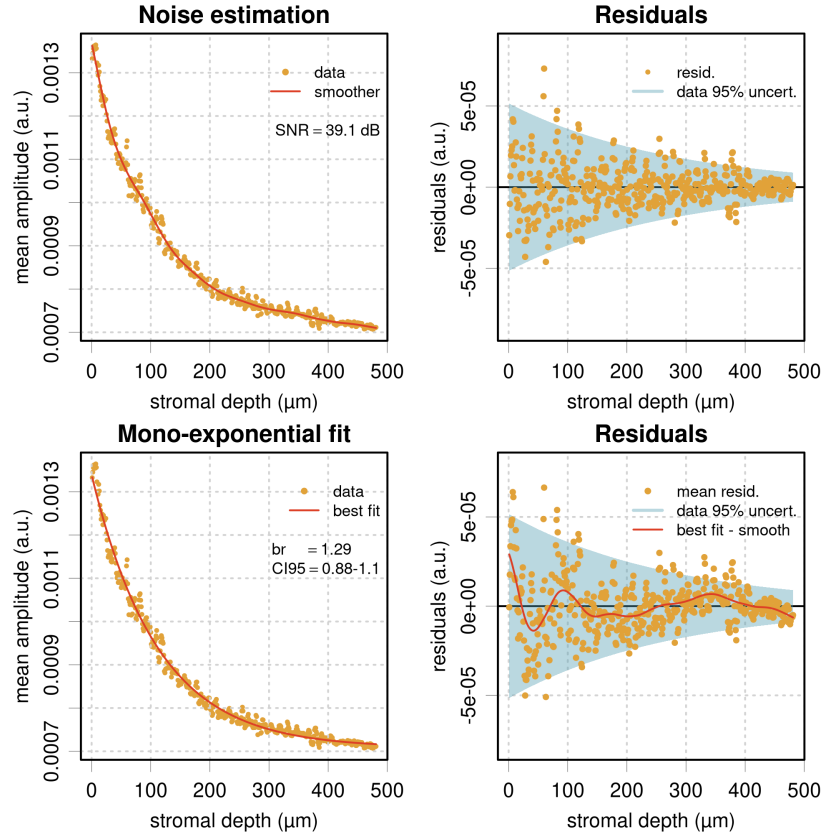 Noise estimation
mean amplitude (a.u.)
0.0013
0.0011
0.0009
0.0007
data
smoother
SNR = 39.1 dB
0 100 200 300 400 500
stromal depth (µm)
Residuals
residuals (a.u.)
5e-05
0e+00
-5e-05
resid.
data 95% uncert.
0 100 200 300 400 500
stromal depth (µm)
Mono-exponential fit
mean amplitude (a.u.)
0.0013
0.0011
0.0009
0.0007
data
best fit
br = 1.29
CI95 = 0.88-1.1
0 100 200 300 400 500
stromal depth (µm)
Residuals
residuals (a.u.)
5e-05
0e+00
-5e-05
mean resid.
data 95% uncert.
best fit - smooth
0 100 200 300 400 500
stromal depth (µm)